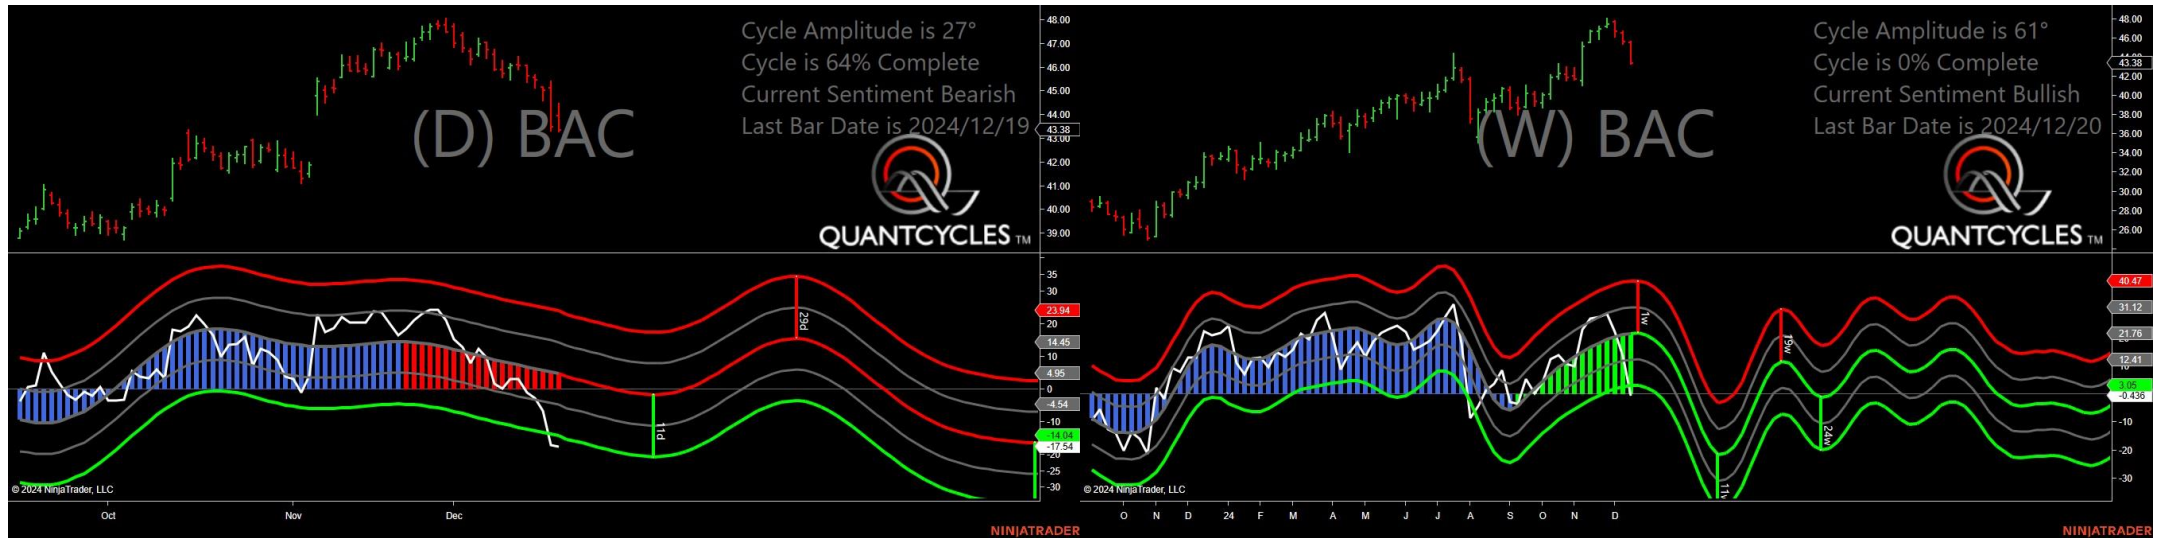 Cycle Amplitude is 27°
Cycle is 64% Complete
Current Sentiment Bearish
Last Bar Date is 2024/12/19
(D) BAC
QUANTCYCLES TM
48.00
47.00
46.00
45.00
44.00
43.38
43.00
42.00
41.00
40.00
39.00
35
30
23.94
20
14.45
10
4.95
0
-4.54
-10
-14.04
-17.54
-20
-25
-30
29d
11d
© 2024 NinjaTrader, LLC
Oct Nov Dec
NINJATRADER
Cycle Amplitude is 61°
Cycle is 0% Complete
Current Sentiment Bullish
Last Bar Date is 2024/12/20
(W) BAC
QUANTCYCLES TM
48.00
46.00
44.00
43.38
42.00
40.00
38.00
36.00
34.00
32.00
30.00
28.00
26.00
40.47
31.12
21.76
12.41
10
3.05
-0.436
-10
-20
-30
1w
19w
24w
11w
© 2024 NinjaTrader, LLC
O N D 24 F M A M J J A S O N D
NINJATRADER